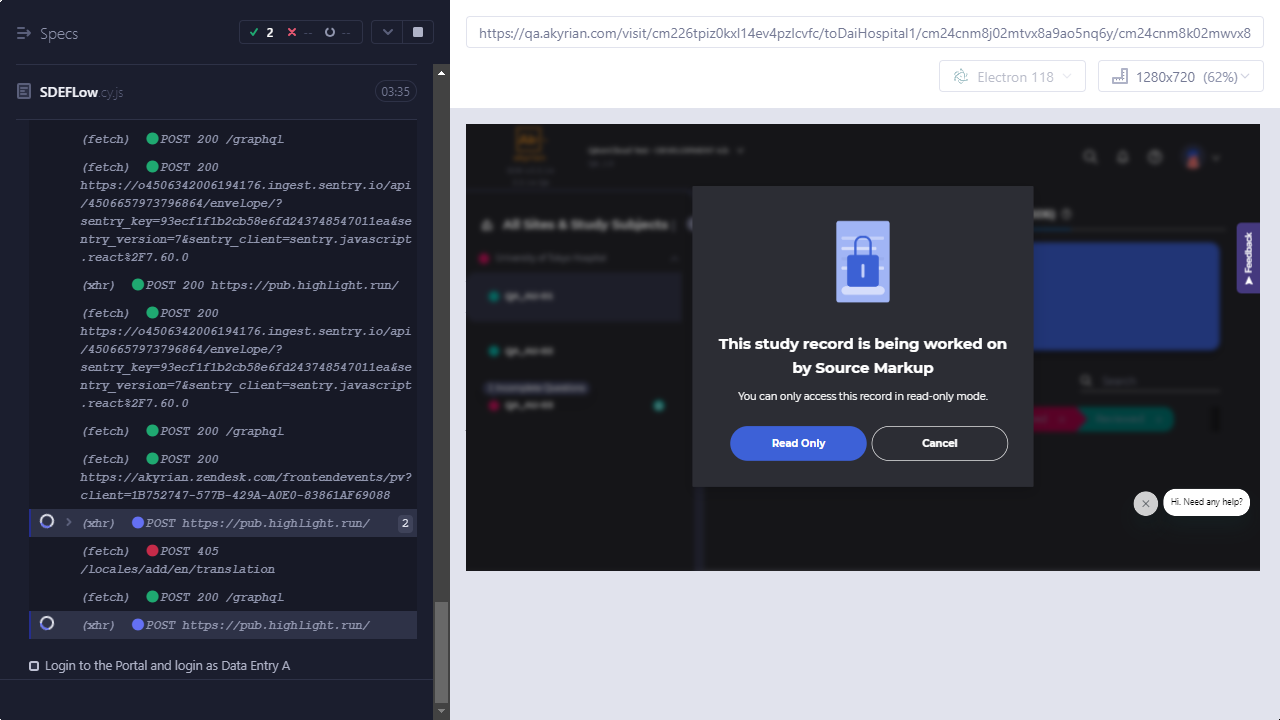 Specs
2
--
--
SDEFLow.cy.js
03:35
(fetch) POST 200 /graphql
(fetch) POST 200
https://o4506342006194176.ingest.sentry.io/api
/4506657973796864/envelope/?
sentry_key=93ecf1f1b2cb58e6fd243748547011ea&se
ntry_version=7&sentry_client=sentry.javascript
.react%2F7.60.0
(xhr) POST 200 https://pub.highlight.run/
(fetch) POST 200
https://o4506342006194176.ingest.sentry.io/api
/4506657973796864/envelope/?
sentry_key=93ecf1f1b2cb58e6fd243748547011ea&se
ntry_version=7&sentry_client=sentry.javascript
.react%2F7.60.0
(fetch) POST 200 /graphql
(fetch) POST 200
https://akyrian.zendesk.com/frontendevents/pv?
client=1B752747-577B-429A-A0E0-83861AF69088
(xhr) POST https://pub.highlight.run/ 2
(fetch) POST 405
/locales/add/en/translation
(fetch) POST 200 /graphql
(xhr) POST https://pub.highlight.run/
Login to the Portal and login as Data Entry A
https://qa.akyrian.com/visit/cm226tpiz0kxl14ev4pzlcvfc/toDaiHospital1/cm24cnm8j02mtvx8a9ao5nq6y/cm24cnm8k02mwvx8
Electron 118
1280x720 (62%)
All Sites & Study Subjects
Feedback
This study record is being worked on
by Source Markup
You can only access this record in read-only mode.
Read Only
Cancel
Search
Hi. Need any help?